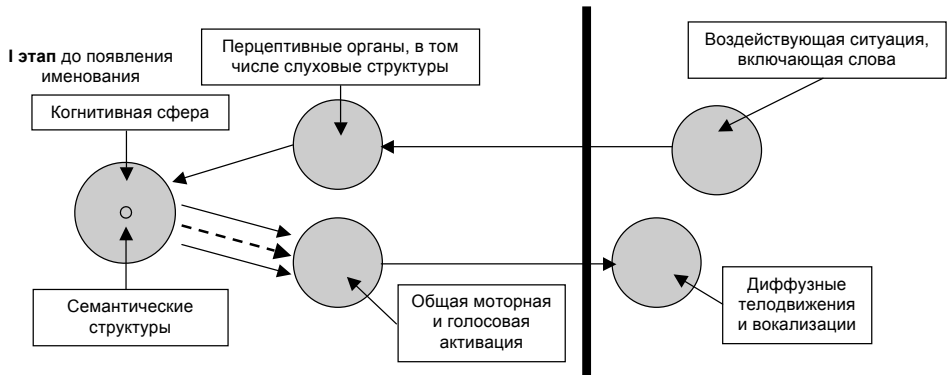 I этап до появления
именования
Перцептивные органы, в том
числе слуховые структуры
Воздействующая ситуация,
включающая слова
Когнитивная сфера
Семантические
структуры
Общая моторная
и голосовая
активация
Диффузные
телодвижения
и вокализации